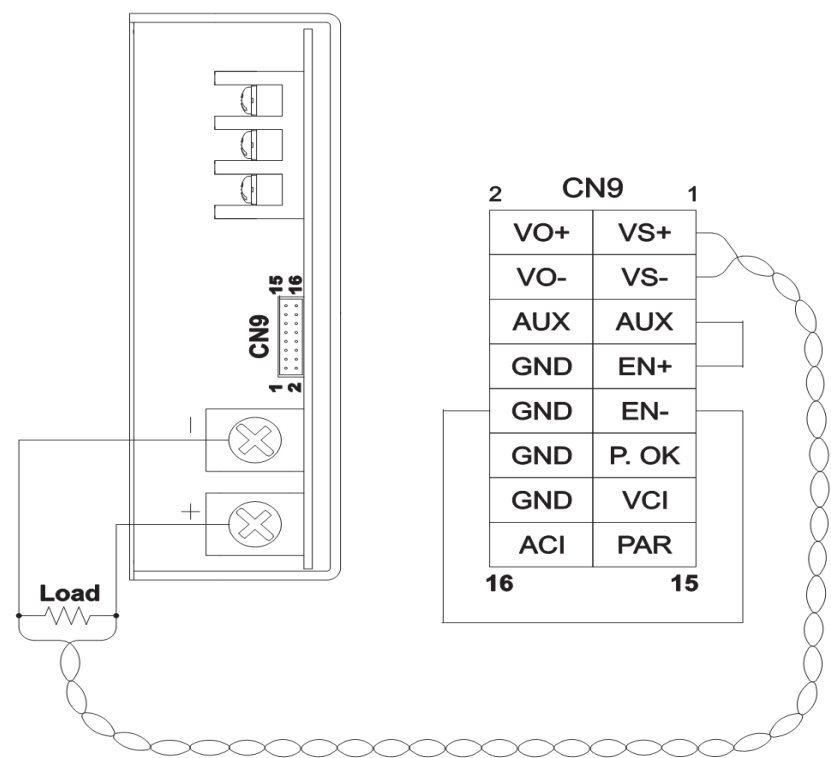 2 CN9 1
VO+ VS+
VO- VS-
AUX AUX
GND EN+
GND EN-
GND P. OK
GND VCI
ACI PAR
16 15
15 16
CN9
1 2
-
+
Load